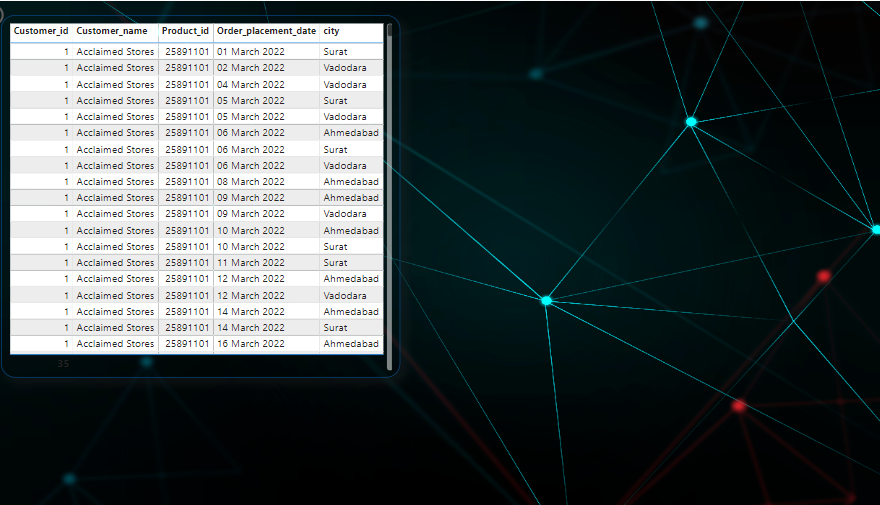 Customer_id Customer_name Product_id Order_placement_date city
1 Acclaimed Stores 25891101 01 March 2022 Surat
1 Acclaimed Stores 25891101 02 March 2022 Vadodara
1 Acclaimed Stores 25891101 04 March 2022 Vadodara
1 Acclaimed Stores 25891101 05 March 2022 Surat
1 Acclaimed Stores 25891101 05 March 2022 Vadodara
1 Acclaimed Stores 25891101 06 March 2022 Ahmedabad
1 Acclaimed Stores 25891101 06 March 2022 Surat
1 Acclaimed Stores 25891101 06 March 2022 Vadodara
1 Acclaimed Stores 25891101 08 March 2022 Ahmedabad
1 Acclaimed Stores 25891101 09 March 2022 Ahmedabad
1 Acclaimed Stores 25891101 09 March 2022 Vadodara
1 Acclaimed Stores 25891101 10 March 2022 Ahmedabad
1 Acclaimed Stores 25891101 10 March 2022 Surat
1 Acclaimed Stores 25891101 11 March 2022 Surat
1 Acclaimed Stores 25891101 12 March 2022 Ahmedabad
1 Acclaimed Stores 25891101 12 March 2022 Vadodara
1 Acclaimed Stores 25891101 14 March 2022 Ahmedabad
1 Acclaimed Stores 25891101 14 March 2022 Surat
1 Acclaimed Stores 25891101 16 March 2022 Ahmedabad
35